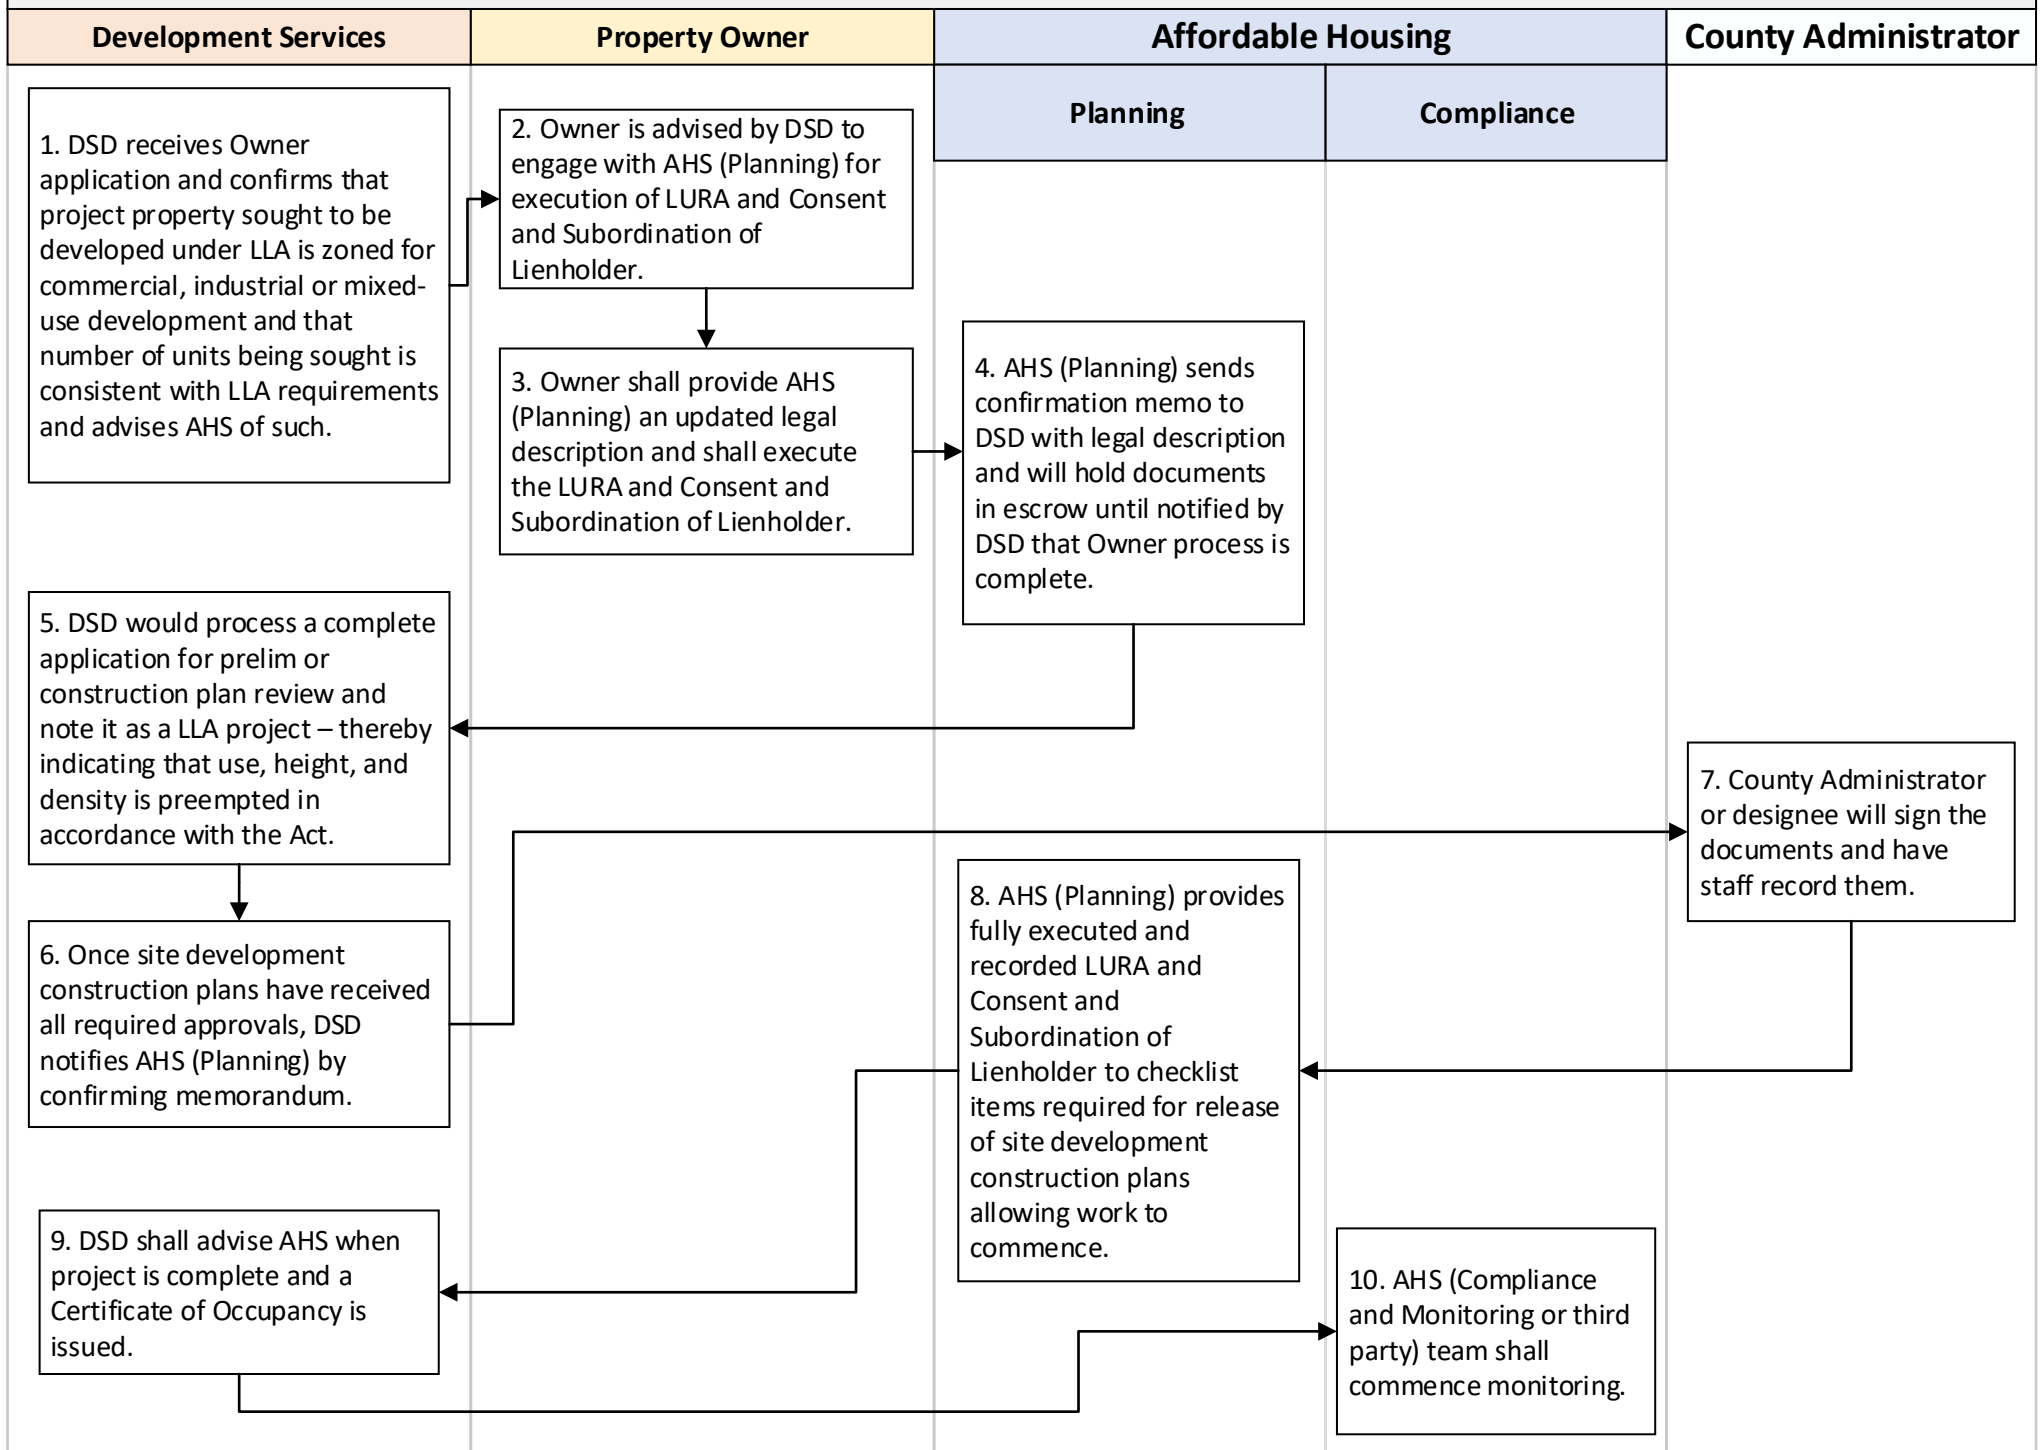 Development Services
Property Owner
Affordable Housing
County Administrator
Planning
Compliance
1. DSD receives Owner
application and confirms that
project property sought to be
developed under LLA is zoned for
commercial, industrial or mixed-
use development and that
number of units being sought is
consistent with LLA requirements
and advises AHS of such.
2. Owner is advised by DSD to
engage with AHS (Planning) for
execution of LURA and Consent
and Subordination of
Lienholder.
3. Owner shall provide AHS
(Planning) an updated legal
description and shall execute
the LURA and Consent and
Subordination of Lienholder.
4. AHS (Planning) sends
confirmation memo to
DSD with legal description
and will hold documents
in escrow until notified by
DSD that Owner process is
complete.
5. DSD would process a complete
application for prelim or
construction plan review and
note it as a LLA project – thereby
indicating that use, height, and
density is preempted in
accordance with the Act.
6. Once site development
construction plans have received
all required approvals, DSD
notifies AHS (Planning) by
confirming memorandum.
7. County Administrator
or designee will sign the
documents and have
staff record them.
8. AHS (Planning) provides
fully executed and
recorded LURA and
Consent and
Subordination of
Lienholder to checklist
items required for release
of site development
construction plans
allowing work to
commence.
9. DSD shall advise AHS when
project is complete and a
Certificate of Occupancy is
issued.
10. AHS (Compliance
and Monitoring or third
party) team shall
commence monitoring.